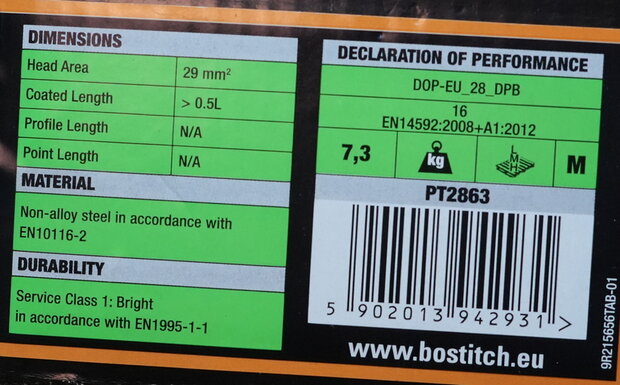 DIMENSIONS
Head Area 29 mm²
Coated Length > 0.5L
Profile Length N/A
Point Length N/A
MATERIAL
Non-alloy steel in accordance with
EN10116-2
DURABILITY
Service Class 1: Bright
in accordance with EN1995-1-1
DECLARATION OF PERFORMANCE
DOP-EU_28_DPB
16
EN14592:2008+A1:2012
7,3 kg L M H M
PT2863
5 902013 942931 >
www.bostitch.eu
9R215656TAB-01